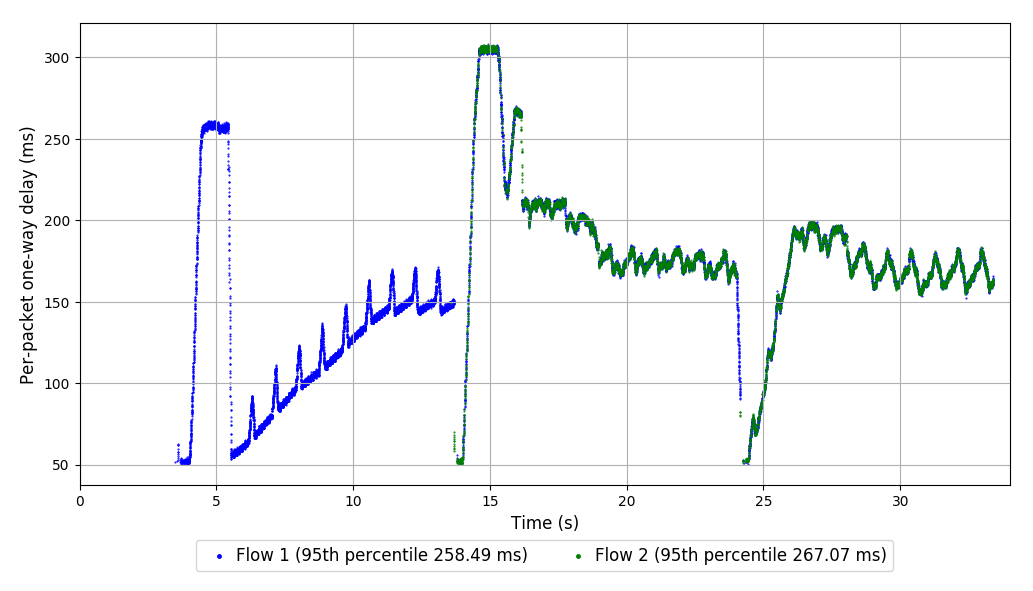 300
250
200
150
100
50
Per-packet one-way delay (ms)
0 5 10 15 20 25 30
Time (s)
Flow 1 (95th percentile 258.49 ms) Flow 2 (95th percentile 267.07 ms)